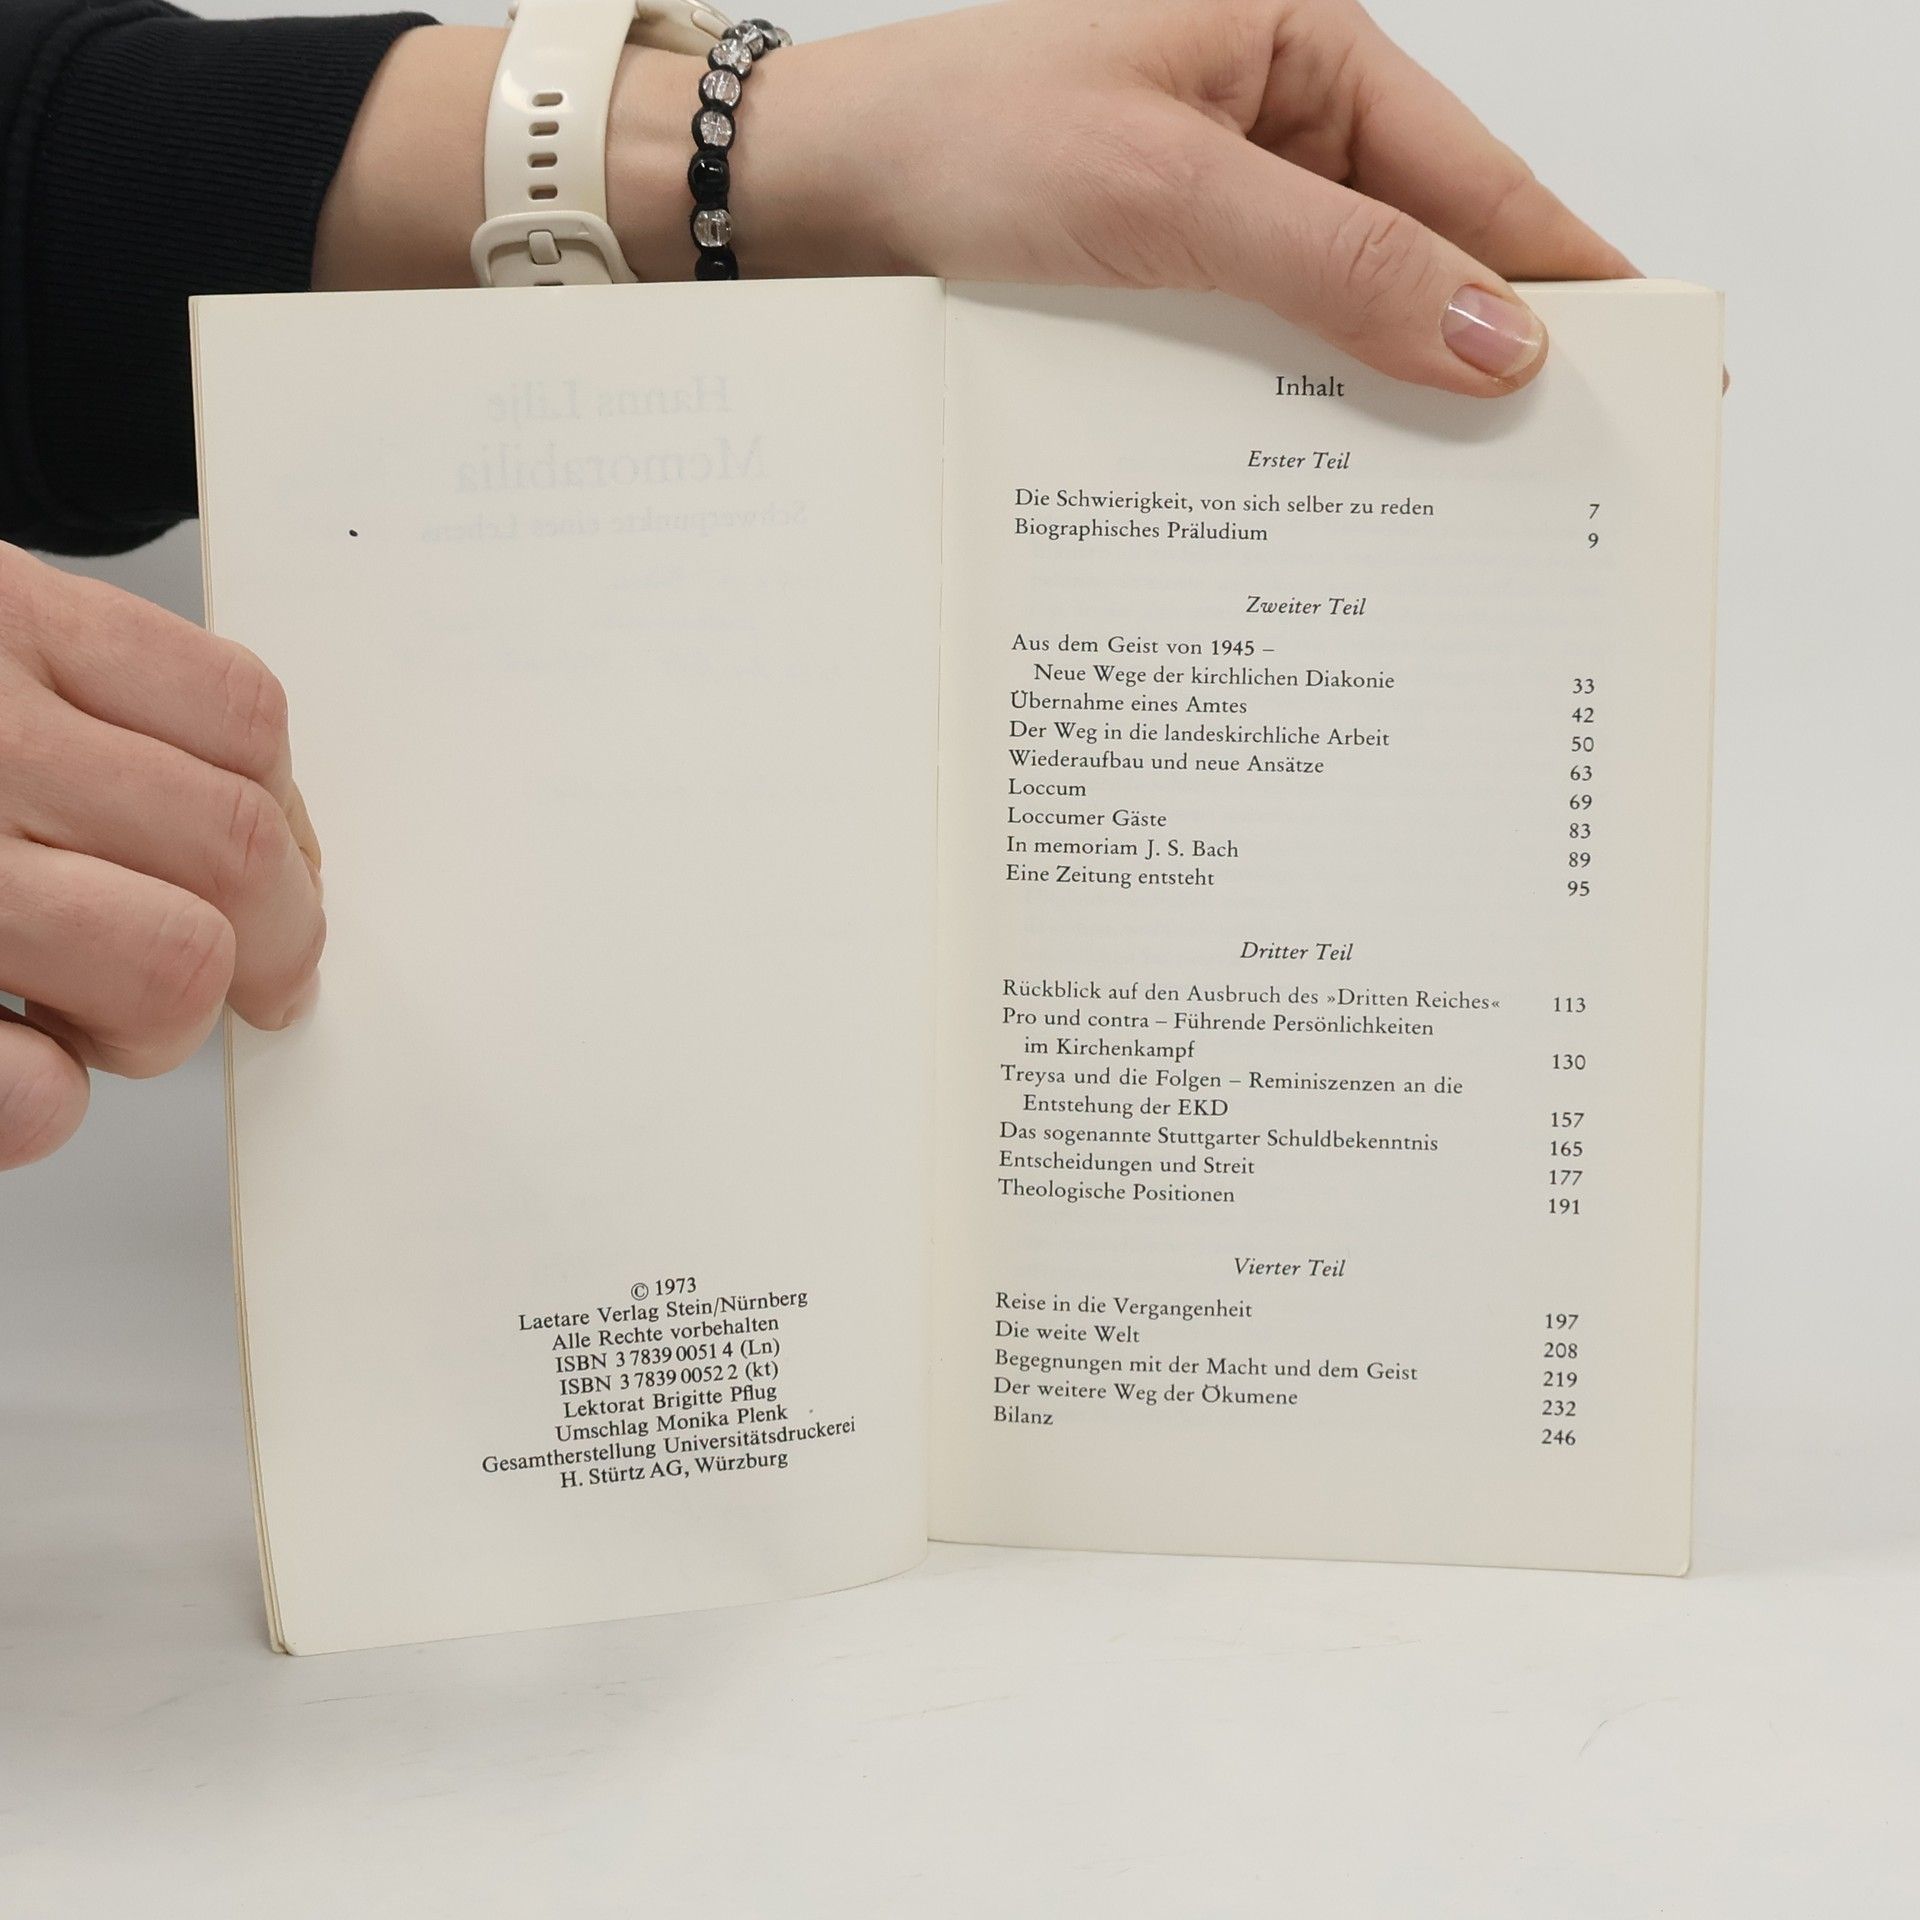 Hanns Lilje
Memorabilia
Schwerpunkte eines Lebens
© 1973
Laetare Verlag Stein/Nürnberg
Alle Rechte vorbehalten
ISBN 3 7839 0051 4 (Ln)
ISBN 3 7839 0052 2 (kt)
Lektorat Brigitte Pflug
Umschlag Monika Plenk
Gesamtherstellung Universitätsdruckerei
H. Stürtz AG, Würzburg
Inhalt
Erster Teil
Die Schwierigkeit, von sich selber zu reden 7
Biographisches Präludium 9
Zweiter Teil
Aus dem Geist von 1945 –
Neue Wege der kirchlichen Diakonie 33
Übernahme eines Amtes 42
Der Weg in die landeskirchliche Arbeit 50
Wiederaufbau und neue Ansätze 63
Loccum 69
Loccumer Gäste 83
In memoriam J. S. Bach 89
Eine Zeitung entsteht 95
Dritter Teil
Rückblick auf den Ausbruch des »Dritten Reiches« 113
Pro und contra – Führende Persönlichkeiten
im Kirchenkampf 130
Treysa und die Folgen – Reminiszenzen an die
Entstehung der EKD 157
Das sogenannte Stuttgarter Schuldbekenntnis 165
Entscheidungen und Streit 177
Theologische Positionen 191
Vierter Teil
Reise in die Vergangenheit 197
Die weite Welt 208
Begegnungen mit der Macht und dem Geist 219
Der weitere Weg der Ökumene 232
Bilanz 246